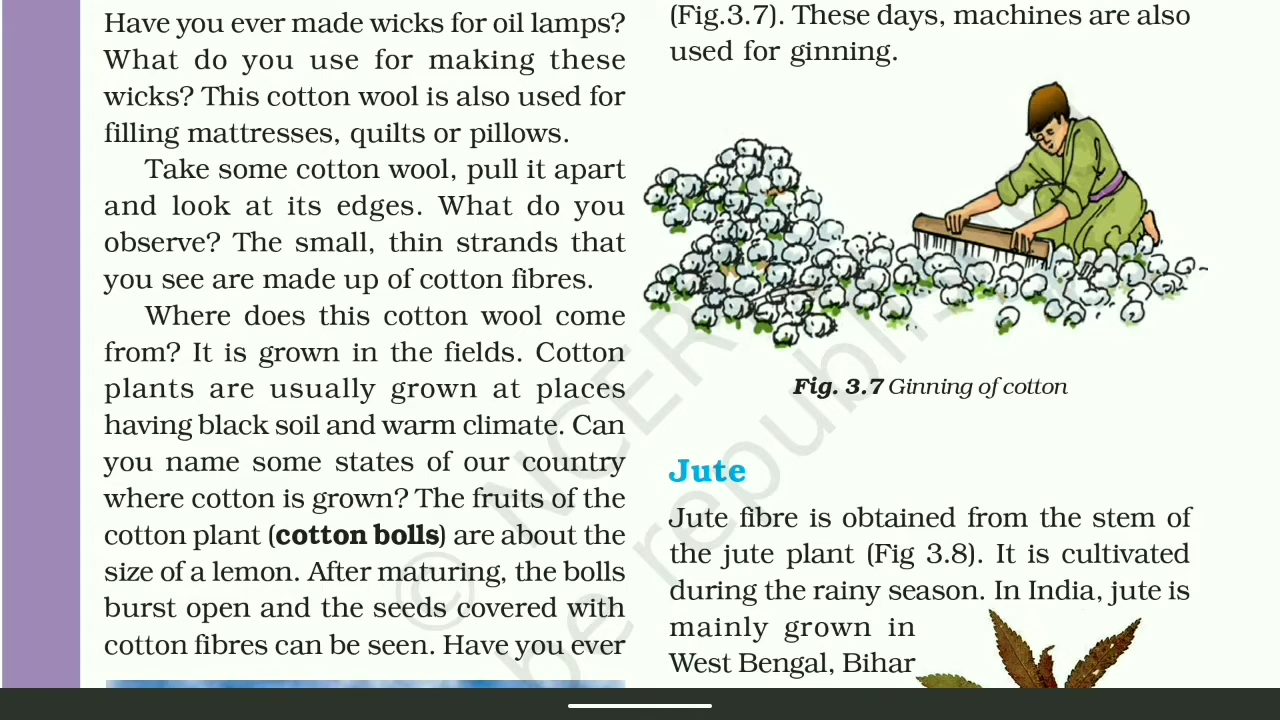 Have you ever made wicks for oil lamps?
What do you use for making these
wicks? This cotton wool is also used for
filling mattresses, quilts or pillows.
Take some cotton wool, pull it apart
and look at its edges. What do you
observe? The small, thin strands that
you see are made up of cotton fibres.
Where does this cotton wool come
from? It is grown in the fields. Cotton
plants are usually grown at places
having black soil and warm climate. Can
you name some states of our country
where cotton is grown? The fruits of the
cotton plant (cotton bolls) are about the
size of a lemon. After maturing, the bolls
burst open and the seeds covered with
cotton fibres can be seen. Have you ever
(Fig.3.7). These days, machines are also
used for ginning.
Fig. 3.7 Ginning of cotton
Jute
Jute fibre is obtained from the stem of
the jute plant (Fig 3.8). It is cultivated
during the rainy season. In India, jute is
mainly grown in
West Bengal, Bihar
© NCER
be republi